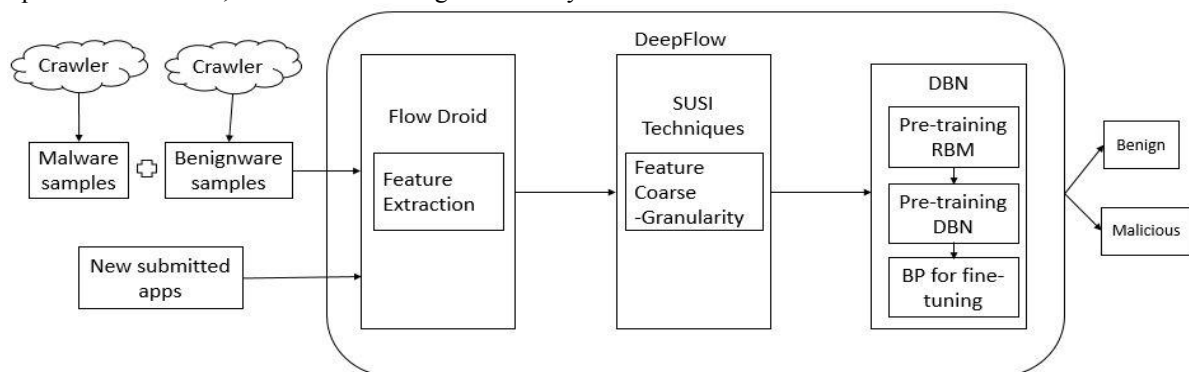 Crawler
Crawler
Malware
samples
Benignware
samples
New submitted
apps
DeepFlow
Flow Droid
Feature
Extraction
SUSI
Techniques
Feature
Coarse
-Granularity
DBN
Pre-training
RBM
Pre-training
DBN
BP for fine-
tuning
Benign
Malicious